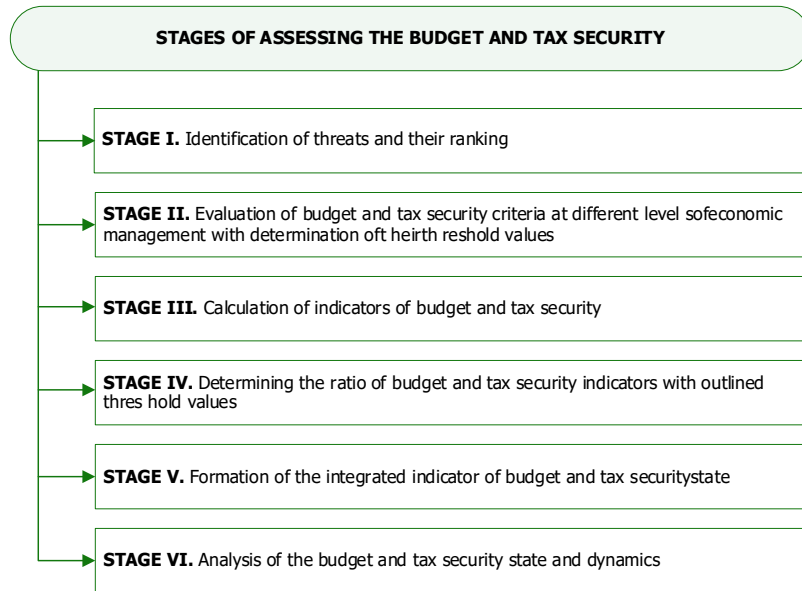 STAGES OF ASSESSING THE BUDGET AND TAX SECURITY
STAGE I. Identification of threats and their ranking
STAGE II. Evaluation of budget and tax security criteria at different level sofeconomic
management with determination oft heirth reshold values
STAGE III. Calculation of indicators of budget and tax security
STAGE IV. Determining the ratio of budget and tax security indicators with outlined
thres hold values
STAGE V. Formation of the integrated indicator of budget and tax securitystate
STAGE VI. Analysis of the budget and tax security state and dynamics